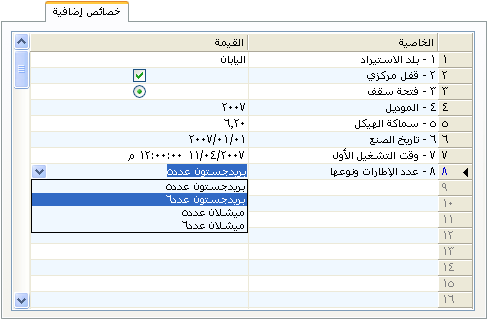 خصائص إضافية
الخاصية القيمة
١ ١ - بلد الاستيراد اليابان
٢ ٢ - قفل مركزي
٣ ٣ - فتحة سقف
٤ ٤ - الموديل ٢٠٠٧
٥ ٥ - سماكة الهيكل ٦,٢٠
٦ ٦ - تاريخ الصنع ٢٠٠٧/٠١/٠١
٧ ٧ - وقت التشغيل الأول ١١/٠٤/٢٠٠٧ ١٢:٠٠:٠٠ م
٨ ٨ - عدد الإطارات ونوعها بريدجستون عدد٥
٩ بريدجستون عدد٥
١٠ بريدجستون عدد٦
١١ ميشلان عدد٥
١٢ ميشلان عدد٦
١٣
١٤
١٥
١٦